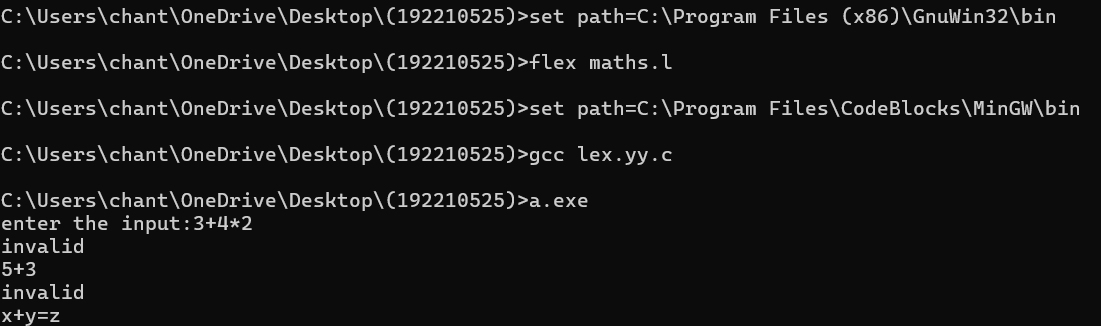 C:\Users\chant\OneDrive\Desktop\(192210525)>set path=C:\Program Files (x86)\GnuWin32\bin
C:\Users\chant\OneDrive\Desktop\(192210525)>flex maths.l
C:\Users\chant\OneDrive\Desktop\(192210525)>set path=C:\Program Files\CodeBlocks\MinGW\bin
C:\Users\chant\OneDrive\Desktop\(192210525)>gcc lex.yy.c
C:\Users\chant\OneDrive\Desktop\(192210525)>a.exe
enter the input:3+4*2
invalid
5+3
invalid
x+y=z